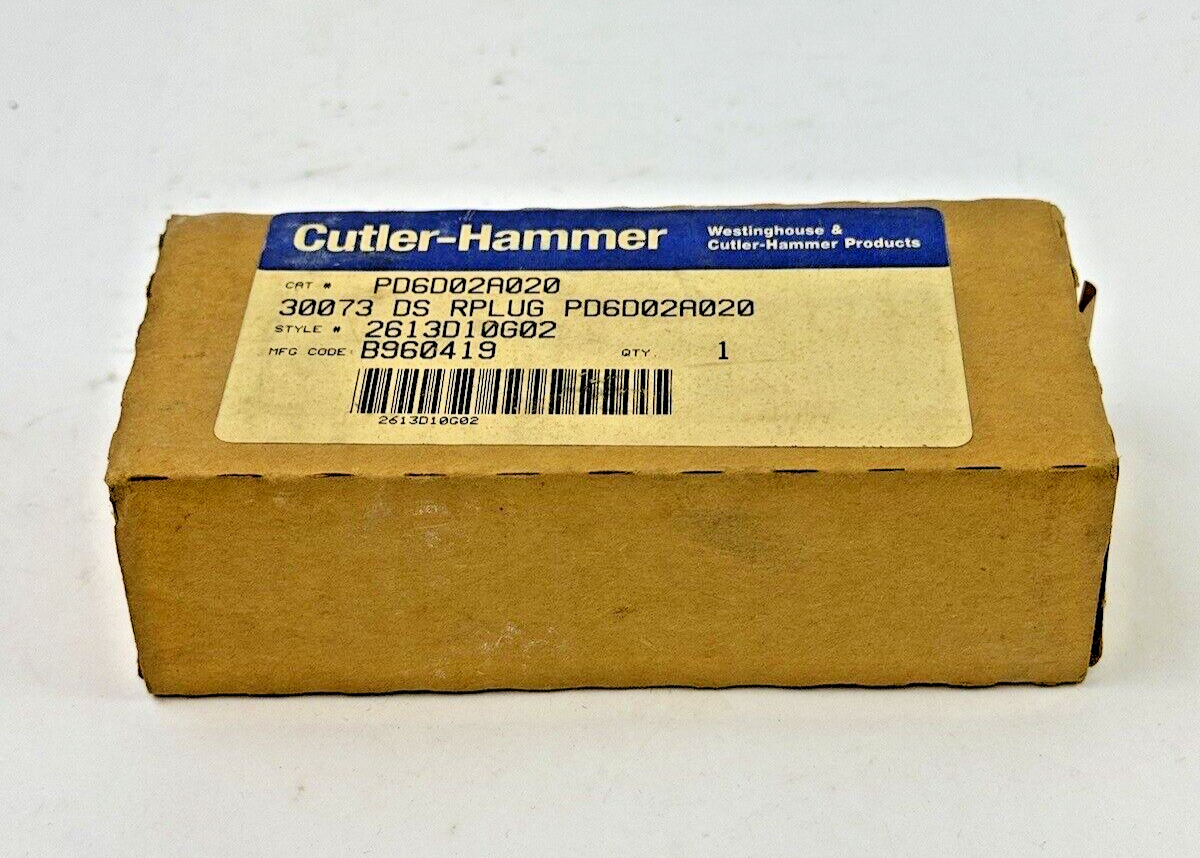 Cutler-Hammer
Westinghouse &
Cutler-Hammer Products
CAT # PD6D02A020
30073 DS RPLUG PD6D02A020
STYLE # 2613D10G02
MFG CODE: B960419 QTY. 1
2613D10G02